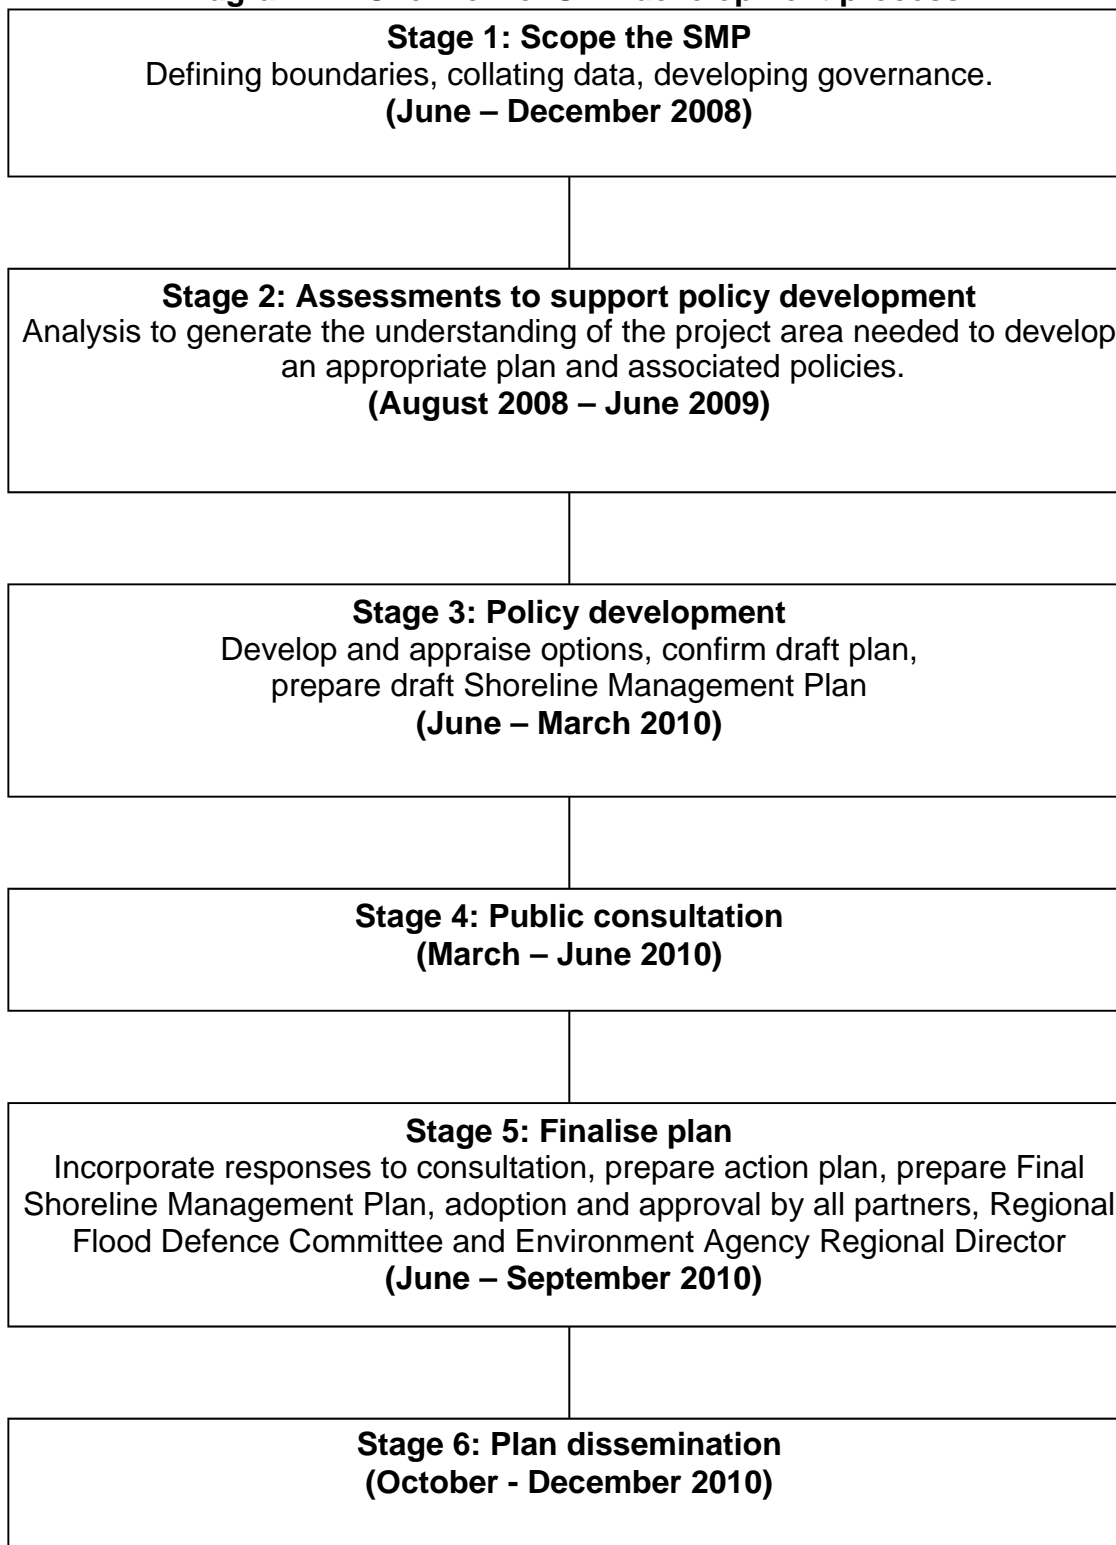 Stage 1: Scope the SMP
Defining boundaries, collating data, developing governance.
(June – December 2008)
Stage 2: Assessments to support policy development
Analysis to generate the understanding of the project area needed to develop
an appropriate plan and associated policies.
(August 2008 – June 2009)
Stage 3: Policy development
Develop and appraise options, confirm draft plan,
prepare draft Shoreline Management Plan
(June – March 2010)
Stage 4: Public consultation
(March – June 2010)
Stage 5: Finalise plan
Incorporate responses to consultation, prepare action plan, prepare Final
Shoreline Management Plan, adoption and approval by all partners, Regional
Flood Defence Committee and Environment Agency Regional Director
(June – September 2010)
Stage 6: Plan dissemination
(October - December 2010)